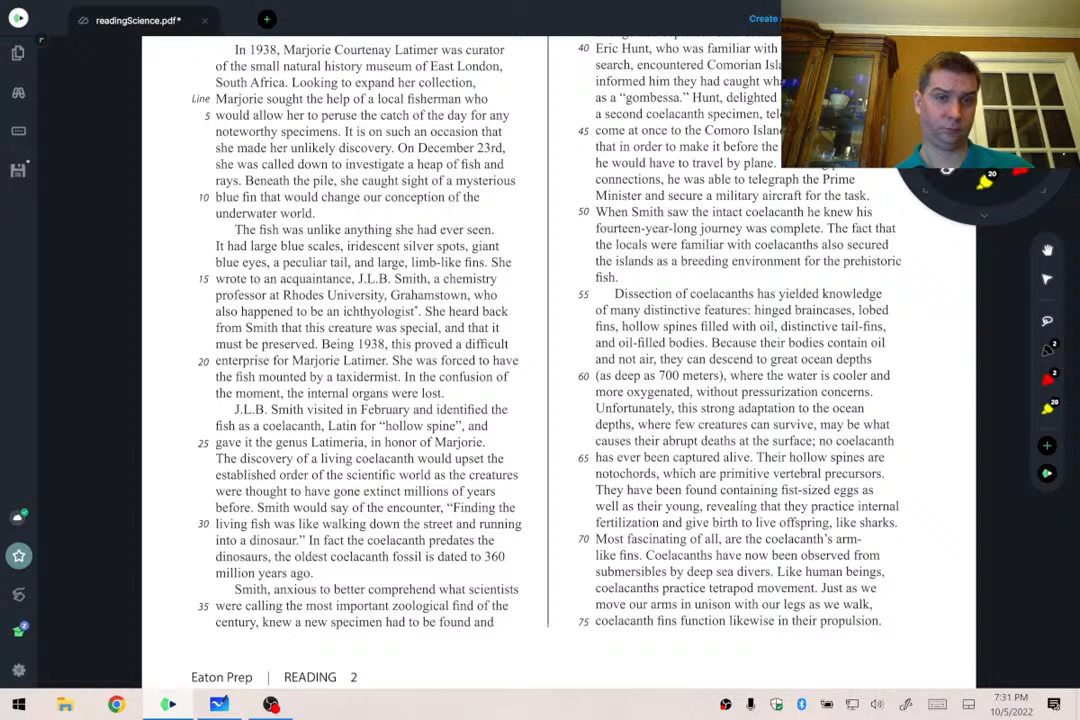 readingScience.pdf*
Create
In 1938, Marjorie Courtenay Latimer was curator
of the small natural history museum of East London,
South Africa. Looking to expand her collection,
Line Marjorie sought the help of a local fisherman who
5 would allow her to peruse the catch of the day for any
noteworthy specimens. It is on such an occasion that
she made her unlikely discovery. On December 23rd,
she was called down to investigate a heap of fish and
rays. Beneath the pile, she caught sight of a mysterious
10 blue fin that would change our conception of the
underwater world.
The fish was unlike anything she had ever seen.
It had large blue scales, iridescent silver spots, giant
blue eyes, a peculiar tail, and large, limb-like fins. She
15 wrote to an acquaintance, J.L.B. Smith, a chemistry
professor at Rhodes University, Grahamstown, who
also happened to be an ichthyologist*. She heard back
from Smith that this creature was special, and that it
must be preserved. Being 1938, this proved a difficult
20 enterprise for Marjorie Latimer. She was forced to have
the fish mounted by a taxidermist. In the confusion of
the moment, the internal organs were lost.
J.L.B. Smith visited in February and identified the
fish as a coelacanth, Latin for “hollow spine”, and
25 gave it the genus Latimeria, in honor of Marjorie.
The discovery of a living coelacanth would upset the
established order of the scientific world as the creatures
were thought to have gone extinct millions of years
before. Smith would say of the encounter, “Finding the
30 living fish was like walking down the street and running
into a dinosaur.” In fact the coelacanth predates the
dinosaurs, the oldest coelacanth fossil is dated to 360
million years ago.
Smith, anxious to better comprehend what scientists
35 were calling the most important zoological find of the
century, knew a new specimen had to be found and
40 Eric Hunt, who was familiar with
search, encountered Comorian Isla
informed him they had caught wha
as a “gombessa.” Hunt, delighted
a second coelacanth specimen, tele
45 come at once to the Comoro Island
that in order to make it before the
he would have to travel by plane.
connections, he was able to telegraph the Prime
Minister and secure a military aircraft for the task.
50 When Smith saw the intact coelacanth he knew his
fourteen-year-long journey was complete. The fact that
the locals were familiar with coelacanths also secured
the islands as a breeding environment for the prehistoric
fish.
55 Dissection of coelacanths has yielded knowledge
of many distinctive features: hinged braincases, lobed
fins, hollow spines filled with oil, distinctive tail-fins,
and oil-filled bodies. Because their bodies contain oil
and not air, they can descend to great ocean depths
60 (as deep as 700 meters), where the water is cooler and
more oxygenated, without pressurization concerns.
Unfortunately, this strong adaptation to the ocean
depths, where few creatures can survive, may be what
causes their abrupt deaths at the surface; no coelacanth
65 has ever been captured alive. Their hollow spines are
notochords, which are primitive vertebral precursors.
They have been found containing fist-sized eggs as
well as their young, revealing that they practice internal
fertilization and give birth to live offspring, like sharks.
70 Most fascinating of all, are the coelacanth’s arm-
like fins. Coelacanths have now been observed from
submersibles by deep sea divers. Like human beings,
coelacanths practice tetrapod movement. Just as we
move our arms in unison with our legs as we walk,
75 coelacanth fins function likewise in their propulsion.
Eaton Prep | READING 2
20
2
2
20
2
7:31 PM
10/5/2022